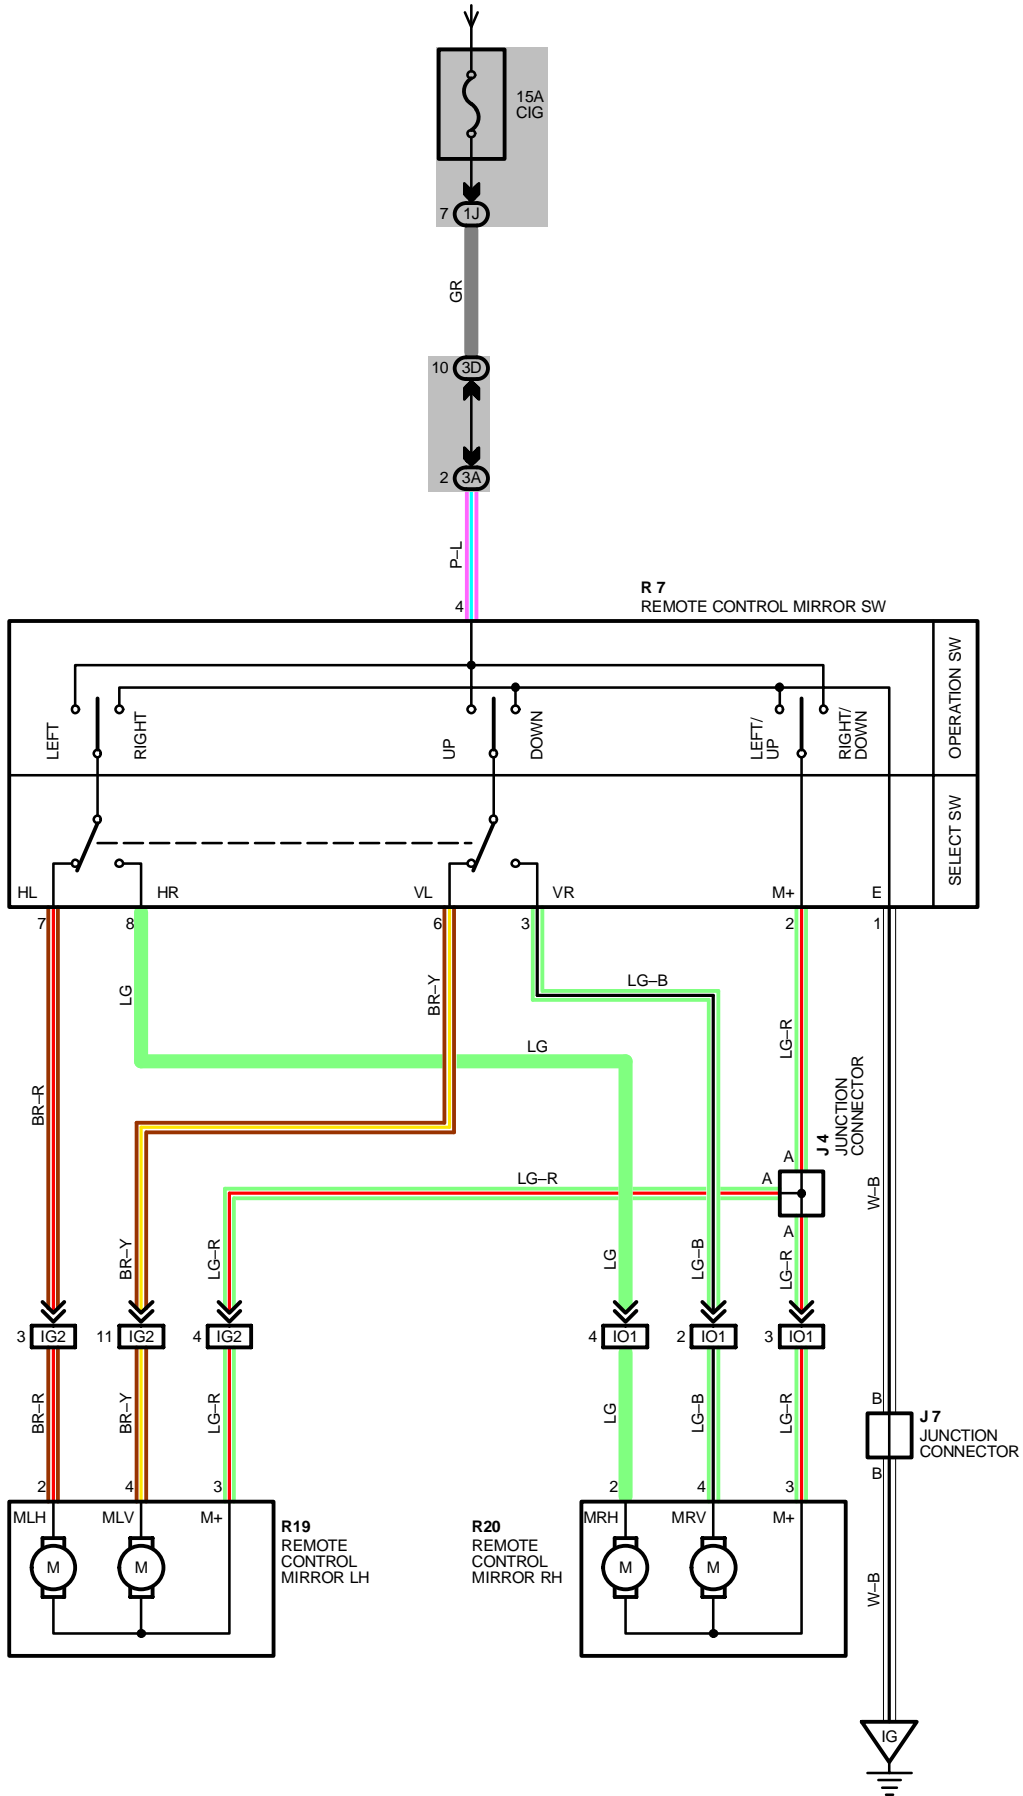 15A
CIG
7 1J
GR
10 3D
2 3A
P–L
4
R 7
REMOTE CONTROL MIRROR SW
LEFT
RIGHT
UP
DOWN
LEFT/
UP
RIGHT/
DOWN
OPERATION SW
SELECT SW
HL
HR
VL
VR
M+
E
7
8
6
3
2
1
LG
BR–Y
LG–B
LG–R
LG
BR–R
J 4
JUNCTION
CONNECTOR
A
A
LG–R
W–B
A
BR–Y
LG–R
LG
LG–B
LG–R
3 IG2
11 IG2
4 IG2
4 IO1
2 IO1
3 IO1
BR–R
BR–Y
LG–R
LG
LG–B
LG–R
B
J 7
JUNCTION
CONNECTOR
B
2
4
3
2
4
3
MLH
MLV
M+
R19
REMOTE
CONTROL
MIRROR LH
R20
REMOTE
CONTROL
MIRROR RH
MRH
MRV
M+
M
M
M
M
W–B
IG